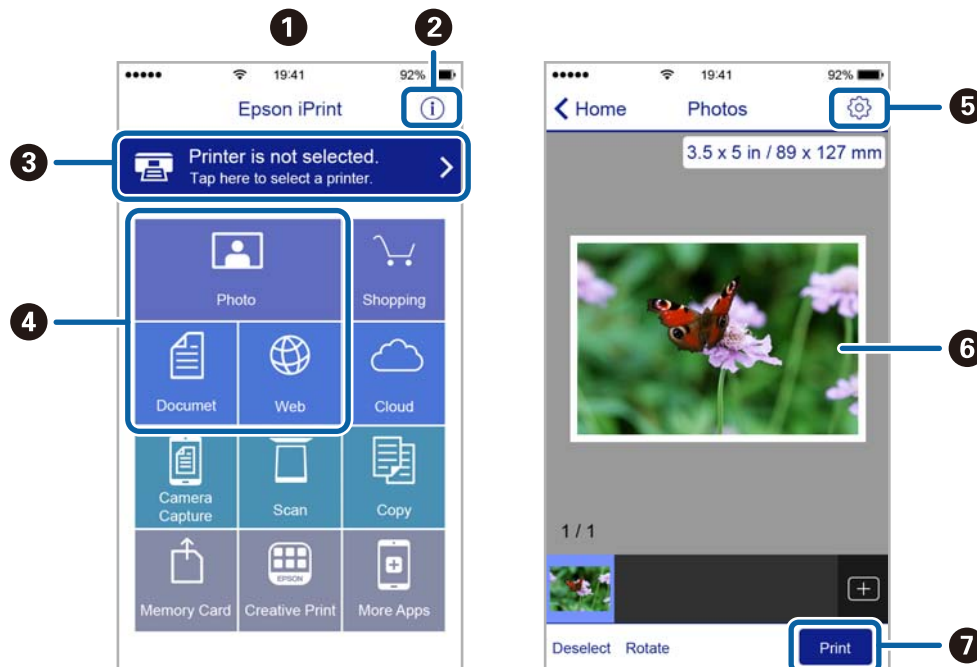 1
2
19:41
92%
Epson iPrint
3
Printer is not selected.
Tap here to select a printer.
4
Photo
Shopping
Documet
Web
Cloud
Camera
Capture
Scan
Copy
EPSON
Memory Card
Creative Print
More Apps
19:41
92%
Home
Photos
5
3.5 x 5 in / 89 x 127 mm
6
1 / 1
Deselect
Rotate
Print
7